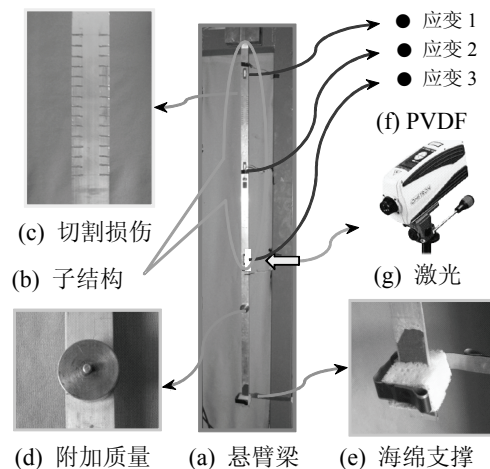 应变 1
应变 2
应变 3
(f) PVDF
(c) 切割损伤
(b) 子结构
(g) 激光
(d) 附加质量
(a) 悬臂梁
(e) 海绵支撑